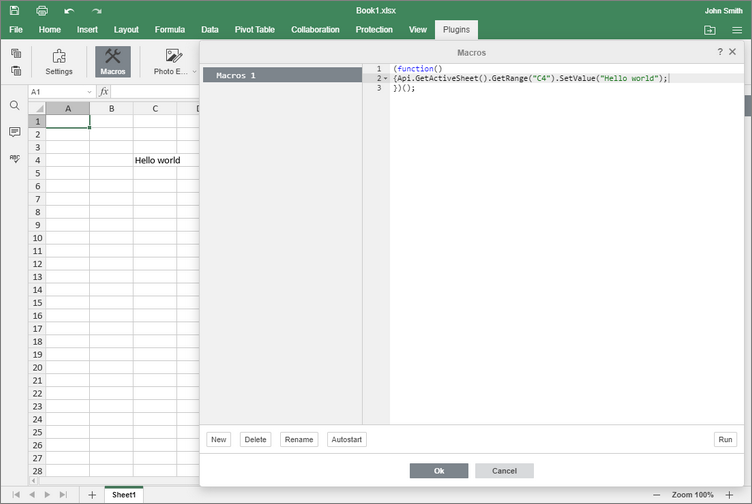 Book1.xlsx
John Smith
File Home Insert Layout Formula Data Pivot Table Collaboration Protection View Plugins
Settings
Macros
Photo E...
Macros
?
A1
fx
A B C
1
2
3
4 Hello world
5
6
7
8
9
10
11
12
13
14
15
16
17
18
19
20
21
22
23
24
25
26
27
28
ABC
Macros 1
1 (function()
2 {Api.GetActiveSheet().GetRange("C4").SetValue("Hello world");
3 })();
New Delete Rename Autostart Run
Ok Cancel
Sheet1
Zoom 100%